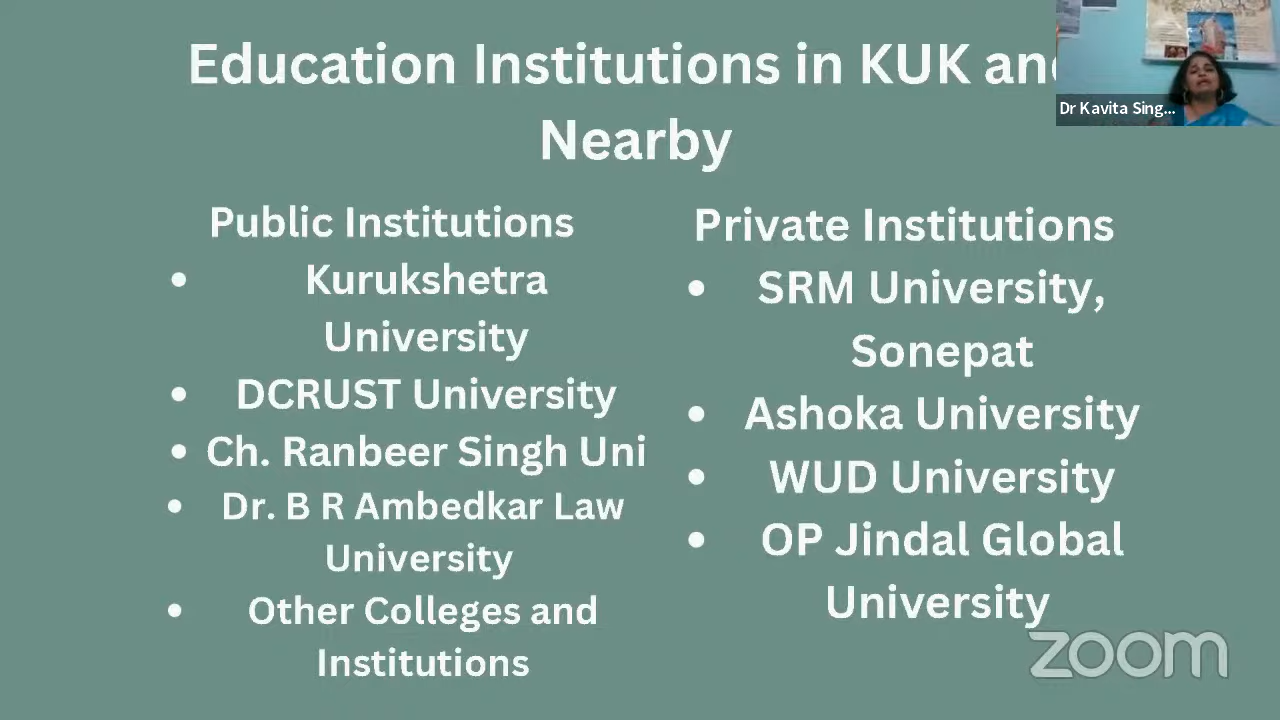 Education Institutions in KUK and
Nearby
Dr Kavita Sing...
Public Institutions
• Kurukshetra
University
• DCRUST University
• Ch. Ranbeer Singh Uni
• Dr. B R Ambedkar Law
University
• Other Colleges and
Institutions
Private Institutions
• SRM University,
Sonepat
• Ashoka University
• WUD University
• OP Jindal Global
University
zoom